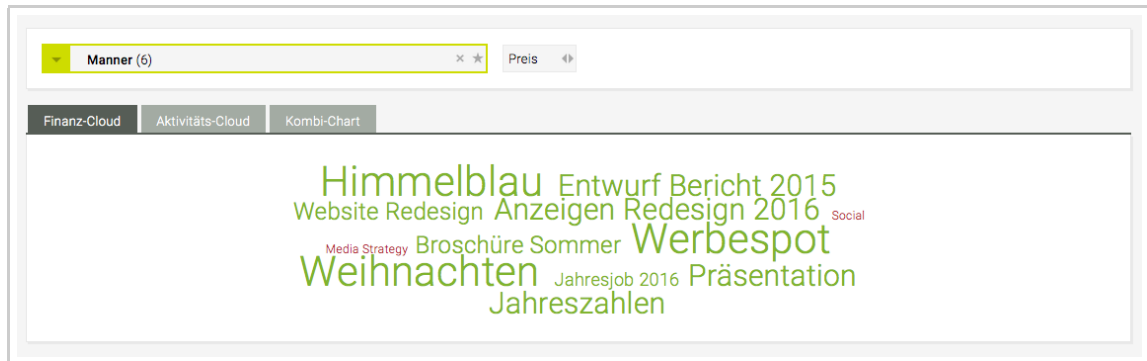 Manner (6) × ★ Preis
Finanz-Cloud Aktivitäts-Cloud Kombi-Chart
Himmelblau Entwurf Bericht 2015
Website Redesign Anzeigen Redesign 2016 Social
Media Strategy Broschüre Sommer Werbespot
Weihnachten Jahresjob 2016 Präsentation
Jahreszahlen